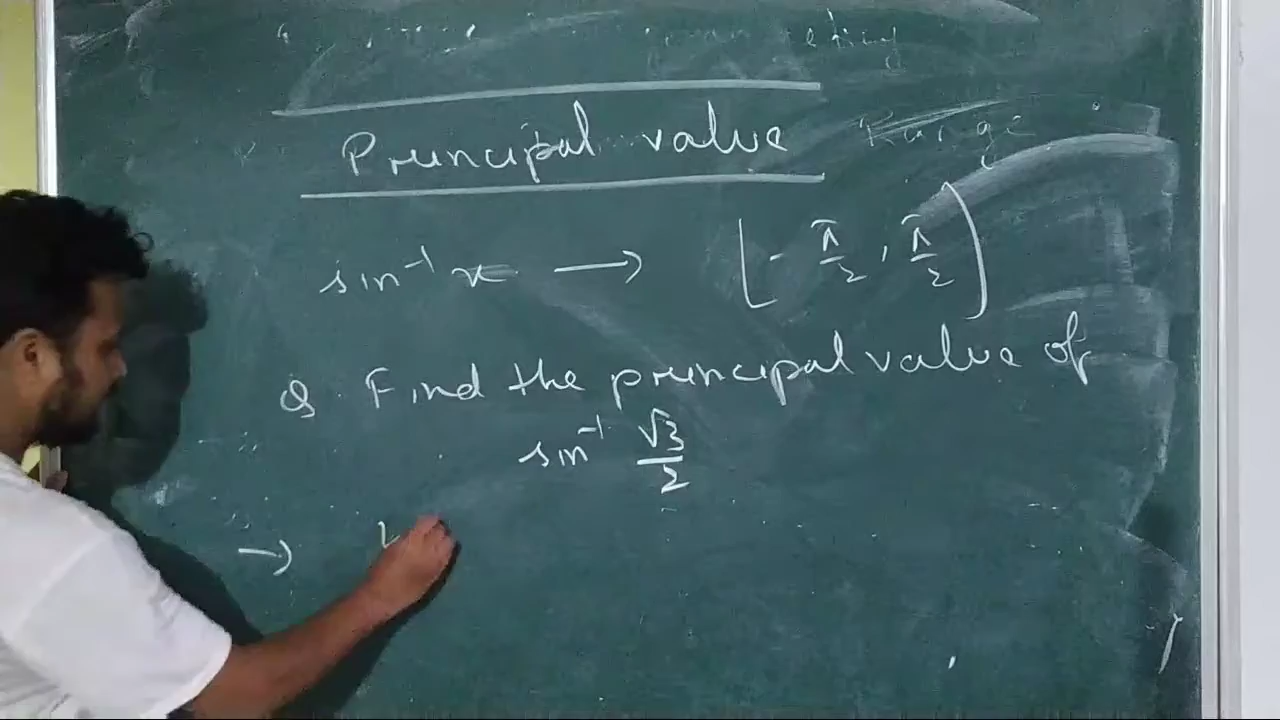 Principal value
Range
sin⁻¹ x → [-π/2, π/2]
Q. Find the principal value of
sin⁻¹ √3/2
→ L